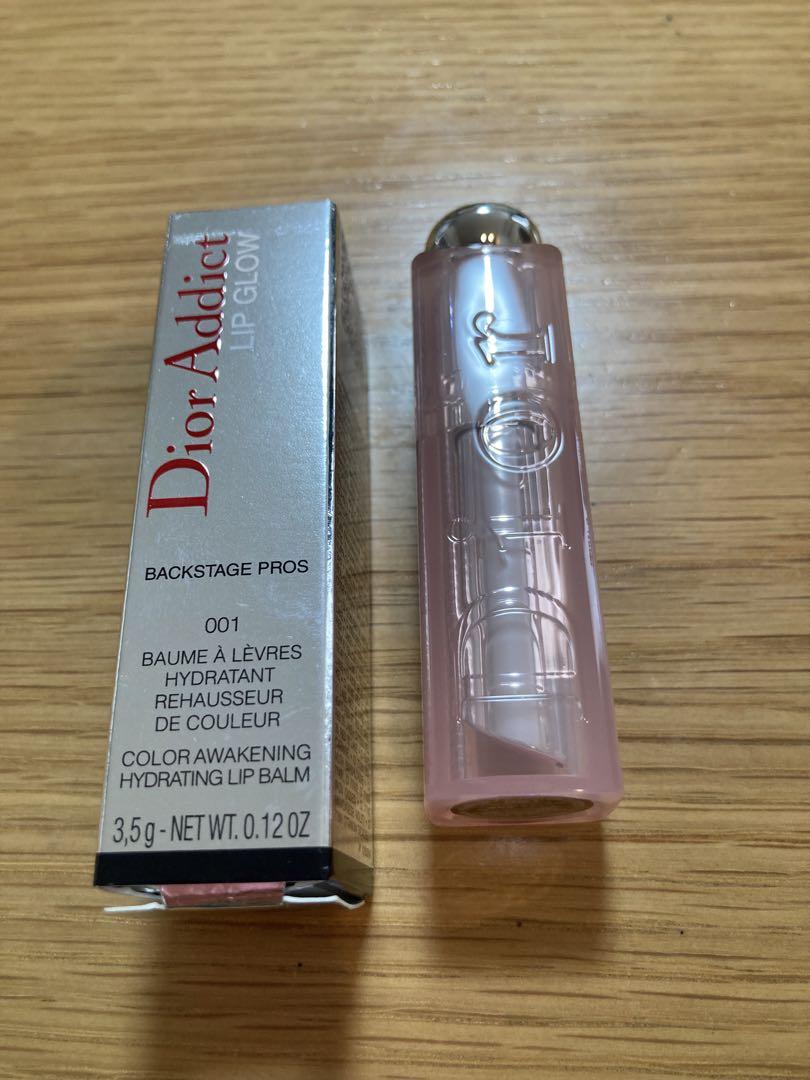 Dior Addict
LIP GLOW
BACKSTAGE PROS
001
BAUME À LÈVRES
HYDRATANT
REHAUSSEUR
DE COULEUR
COLOR AWAKENING
HYDRATING LIP BALM
3,5 g - NET WT. 0.12 OZ
Dior